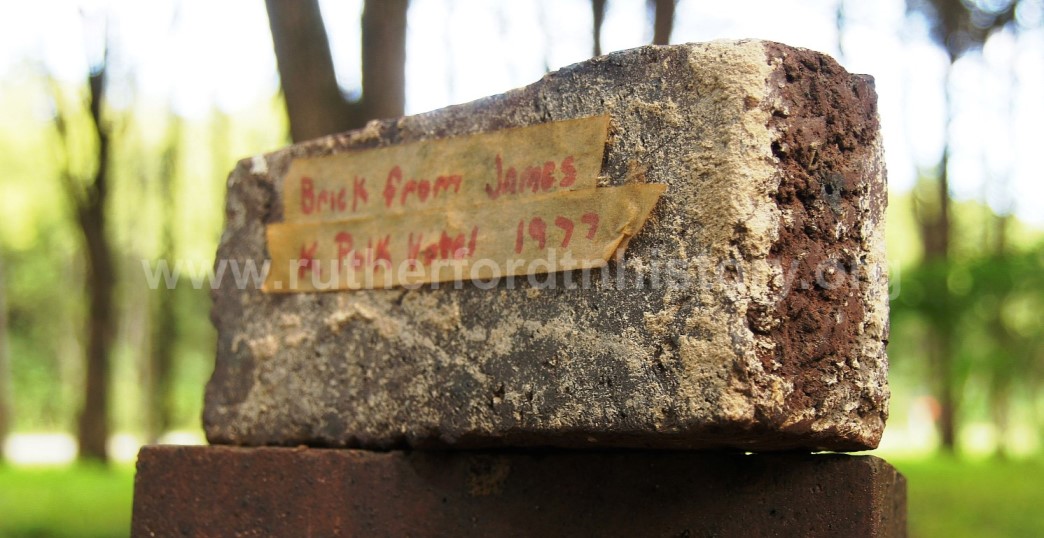 Brick from James
K Polk Hotel 1977
www.rutherfordtnhistory.org